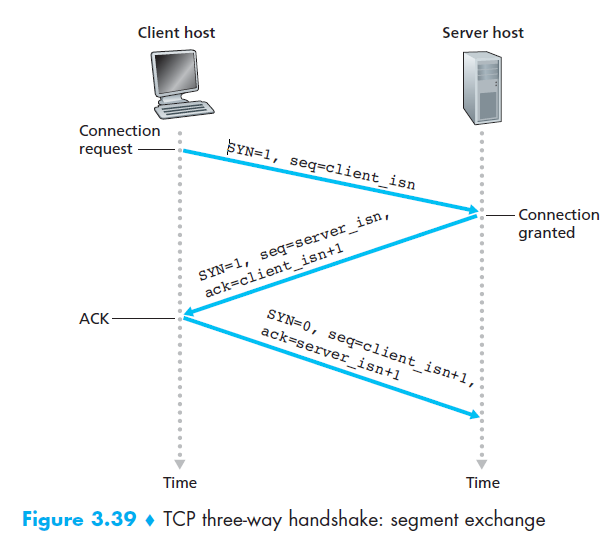 Client host
Server host
Connection
request
SYN=1, seq=client_isn
Connection
granted
SYN=1, seq=server_isn,
ack=client_isn+1
ACK
SYN=0, seq=client_isn+1,
ack=server_isn+1
Time
Time
Figure 3.39 ♦ TCP three-way handshake: segment exchange